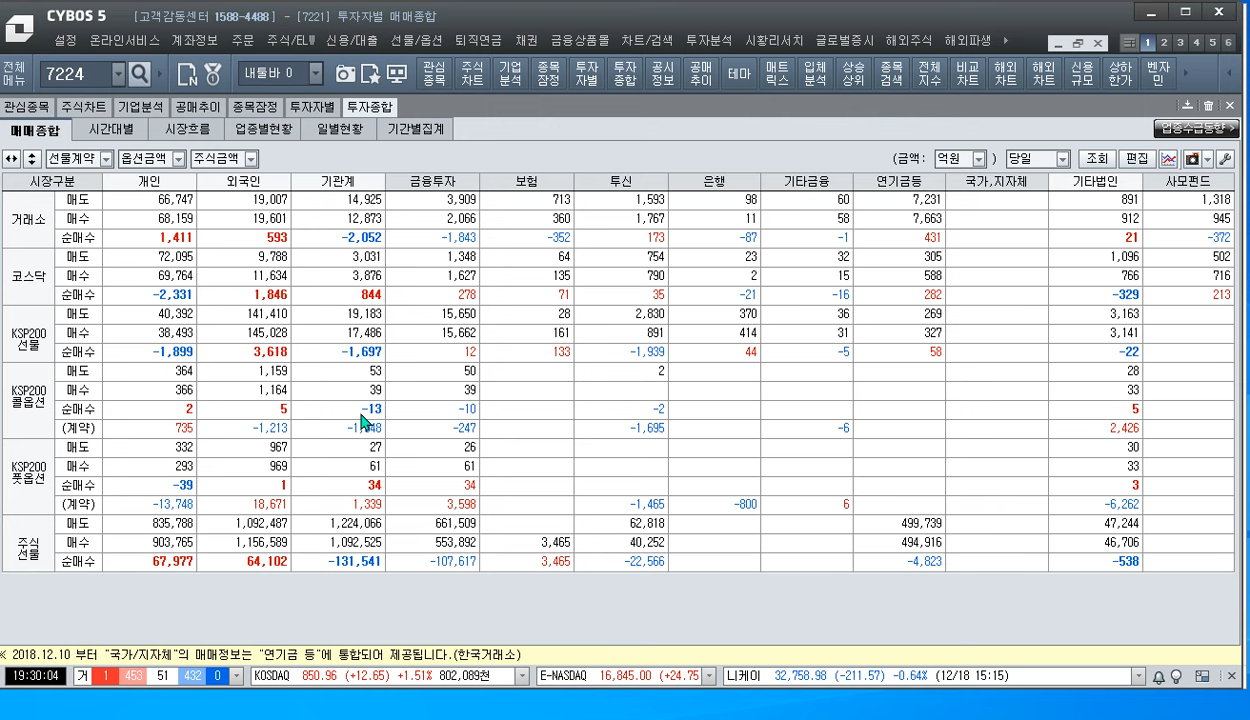 CYBOS 5 [고객감동센터 1588-4488] - [7221] 투자자별 매매종합
설정 온라인서비스 계좌정보 주문 주식/ELW 신용/대출 선물/옵션 퇴직연금 채권 금융상품몰 차트/검색 투자분석 시황리서치 글로벌증시 해외주식 해외파생 1 2 3 4 5 6
전체메뉴 7224 내툴바 0 관심종목 주식차트 기업분석 종목잠정 투자자별 투자종합 공시정보 공매추이 테마 매트릭스 입체분석 상승상위 종목검색 전체지수 비교차트 해외차트 해외차트 신용규모 상하한가 벤자민
관심종목 주식차트 기업분석 공매추이 종목잠정 투자자별 투자종합
매매종합 시간대별 시장흐름 업종별현황 일별현황 기간별집계 업종수급동향
선물계약 옵션금액 주식금액 (금액: 억원 ) 당일 조회 편집
시장구분 개인 외국인 기관계 금융투자 보험 투신 은행 기타금융 연기금등 국가,지자체 기타법인 사모펀드
거래소 매도 66,747 19,007 14,925 3,909 713 1,593 98 60 7,231 891 1,318
매수 68,159 19,601 12,873 2,066 360 1,767 11 58 7,663 912 945
순매수 1,411 593 -2,052 -1,843 -352 173 -87 -1 431 21 -372
코스닥 매도 72,095 9,788 3,031 1,348 64 754 23 32 305 1,096 502
매수 69,764 11,634 3,876 1,627 135 790 2 15 588 766 716
순매수 -2,331 1,846 844 278 71 35 -21 -16 282 -329 213
KSP200 선물 매도 40,392 141,410 19,183 15,650 28 2,830 370 36 269 3,163
매수 38,493 145,028 17,486 15,662 161 891 414 31 327 3,141
순매수 -1,899 3,618 -1,697 12 133 -1,939 44 -5 58 -22
KSP200 콜옵션 매도 364 1,159 53 50 2 28
매수 366 1,164 39 39 33
순매수 2 5 -13 -10 -2 5
(계약) 735 -1,213 -247 -1,695 -6 2,426
KSP200 풋옵션 매도 332 967 27 26 30
매수 293 969 61 61 33
순매수 -39 1 34 34 3
(계약) -13,748 18,671 1,339 3,598 -1,465 -800 6 -6,262
주식 선물 매도 835,788 1,092,487 1,224,066 661,509 62,818 499,739 47,244
매수 903,765 1,156,589 1,092,525 553,892 3,465 40,252 494,916 46,706
순매수 67,977 64,102 -131,541 -107,617 3,465 -22,566 -4,823 -538
※ 2018.12.10 부터 "국가/지자체"의 매매정보는 "연기금 등"에 통합되어 제공됩니다.(한국거래소)
19:30:04 거 1 453 51 432 0 KOSDAQ 850.96 (+12.65) +1.51% 802,089천 E-NASDAQ 16,845.00 (+24.75 니케이 32,758.98 (-211.57) -0.64% (12/18 15:15)